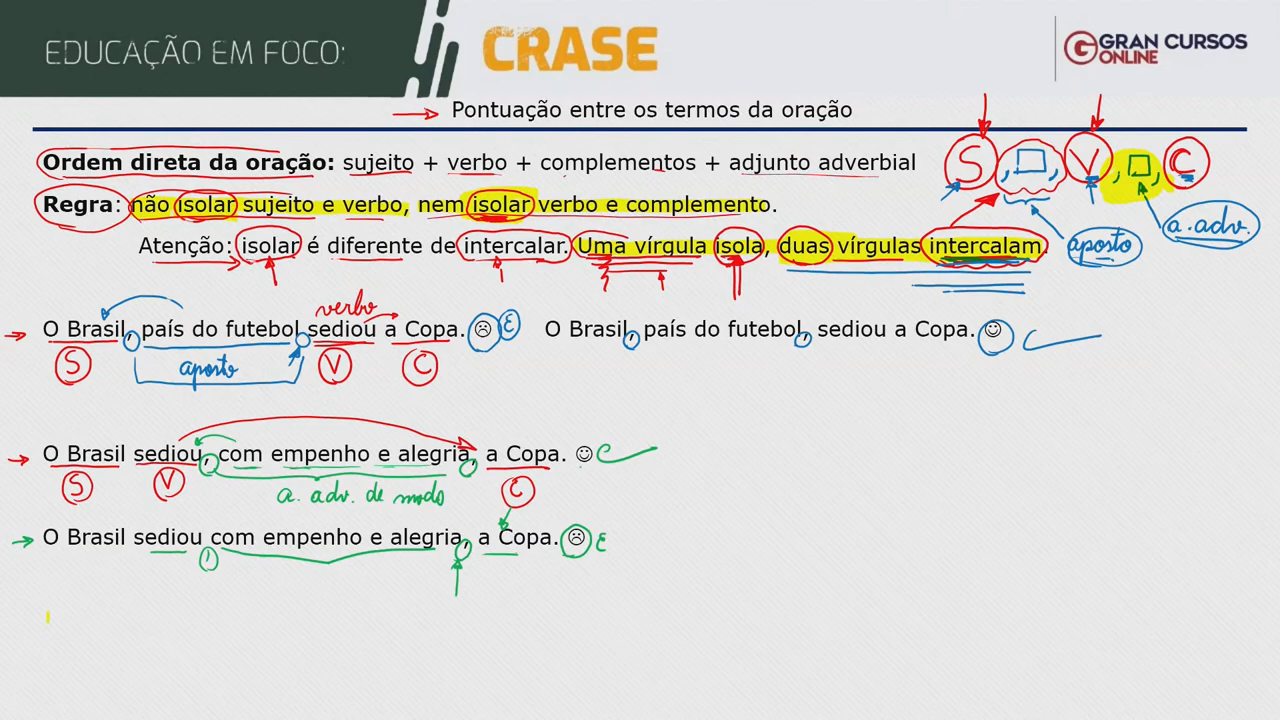 EDUCAÇÃO EM FOCO: CRASE GRAN CURSOS ONLINE
Pontuação entre os termos da oração
Ordem direta da oração: sujeito + verbo + complementos + adjunto adverbial
S , , V , , C
Regra: não isolar sujeito e verbo, nem isolar verbo e complemento.
Atenção: isolar é diferente de intercalar. Uma vírgula isola, duas vírgulas intercalam.
aposto a. adv.
verbo
O Brasil, país do futebol sediou a Copa. ☹ E O Brasil, país do futebol, sediou a Copa. ☺
S aposto V C
O Brasil sediou, com empenho e alegria, a Copa. ☺ C
S V a. adv. de modo C
O Brasil sediou com empenho e alegria, a Copa. ☹ E